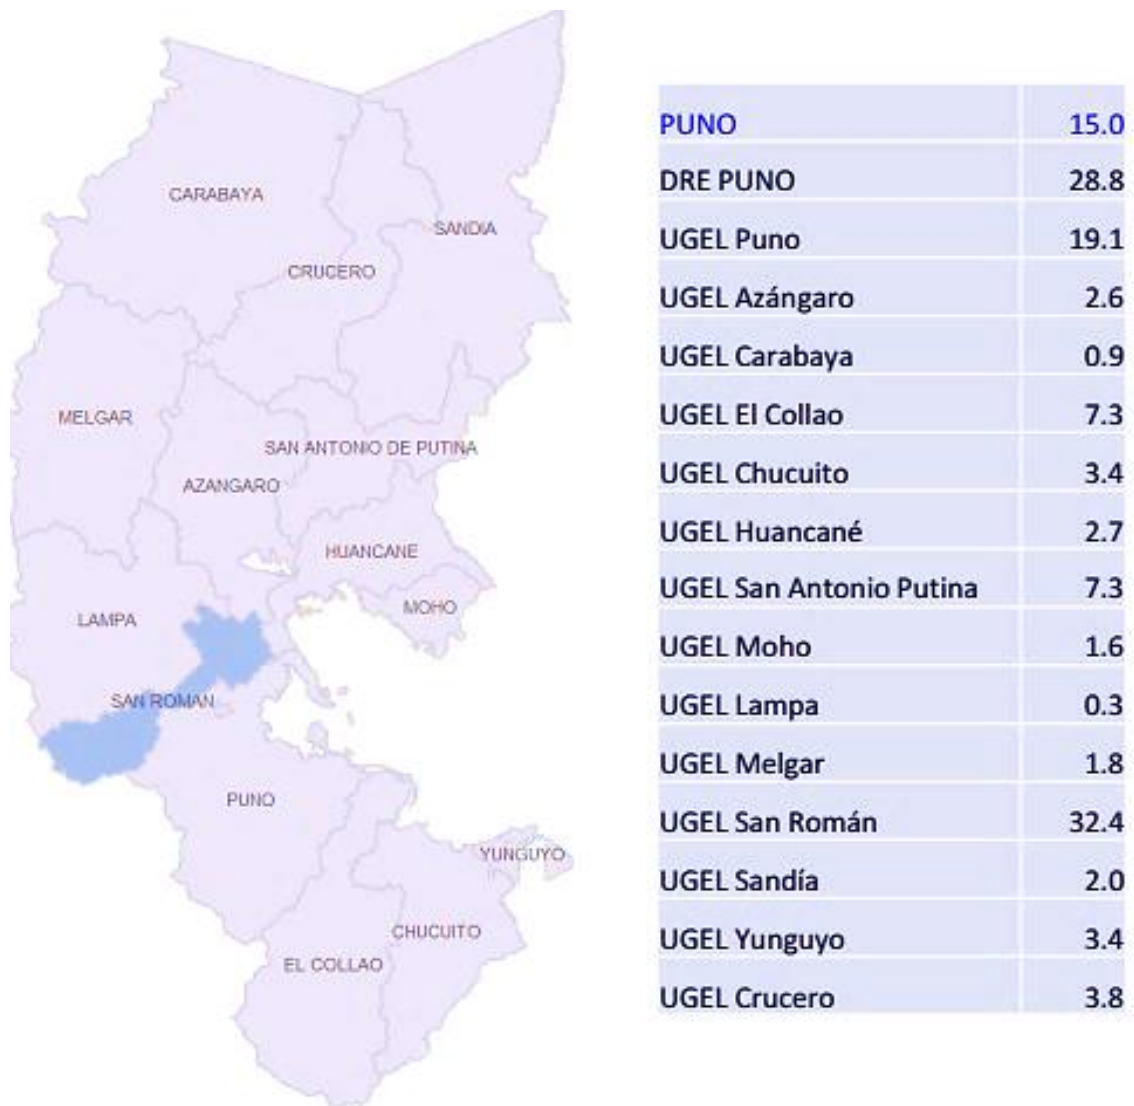 CARABAYA
SANDIA
CRUCERO
MELGAR
SAN ANTONIO DE PUTINA
AZANGARO
HUANCANE
MOHO
LAMPA
SAN ROMAN
PUNO
YUNGUYO
CHUCUITO
EL COLLAO
PUNO 15.0
DRE PUNO 28.8
UGEL Puno 19.1
UGEL Azángaro 2.6
UGEL Carabaya 0.9
UGEL El Collao 7.3
UGEL Chucuito 3.4
UGEL Huancané 2.7
UGEL San Antonio Putina 7.3
UGEL Moho 1.6
UGEL Lampa 0.3
UGEL Melgar 1.8
UGEL San Román 32.4
UGEL Sandía 2.0
UGEL Yunguyo 3.4
UGEL Crucero 3.8